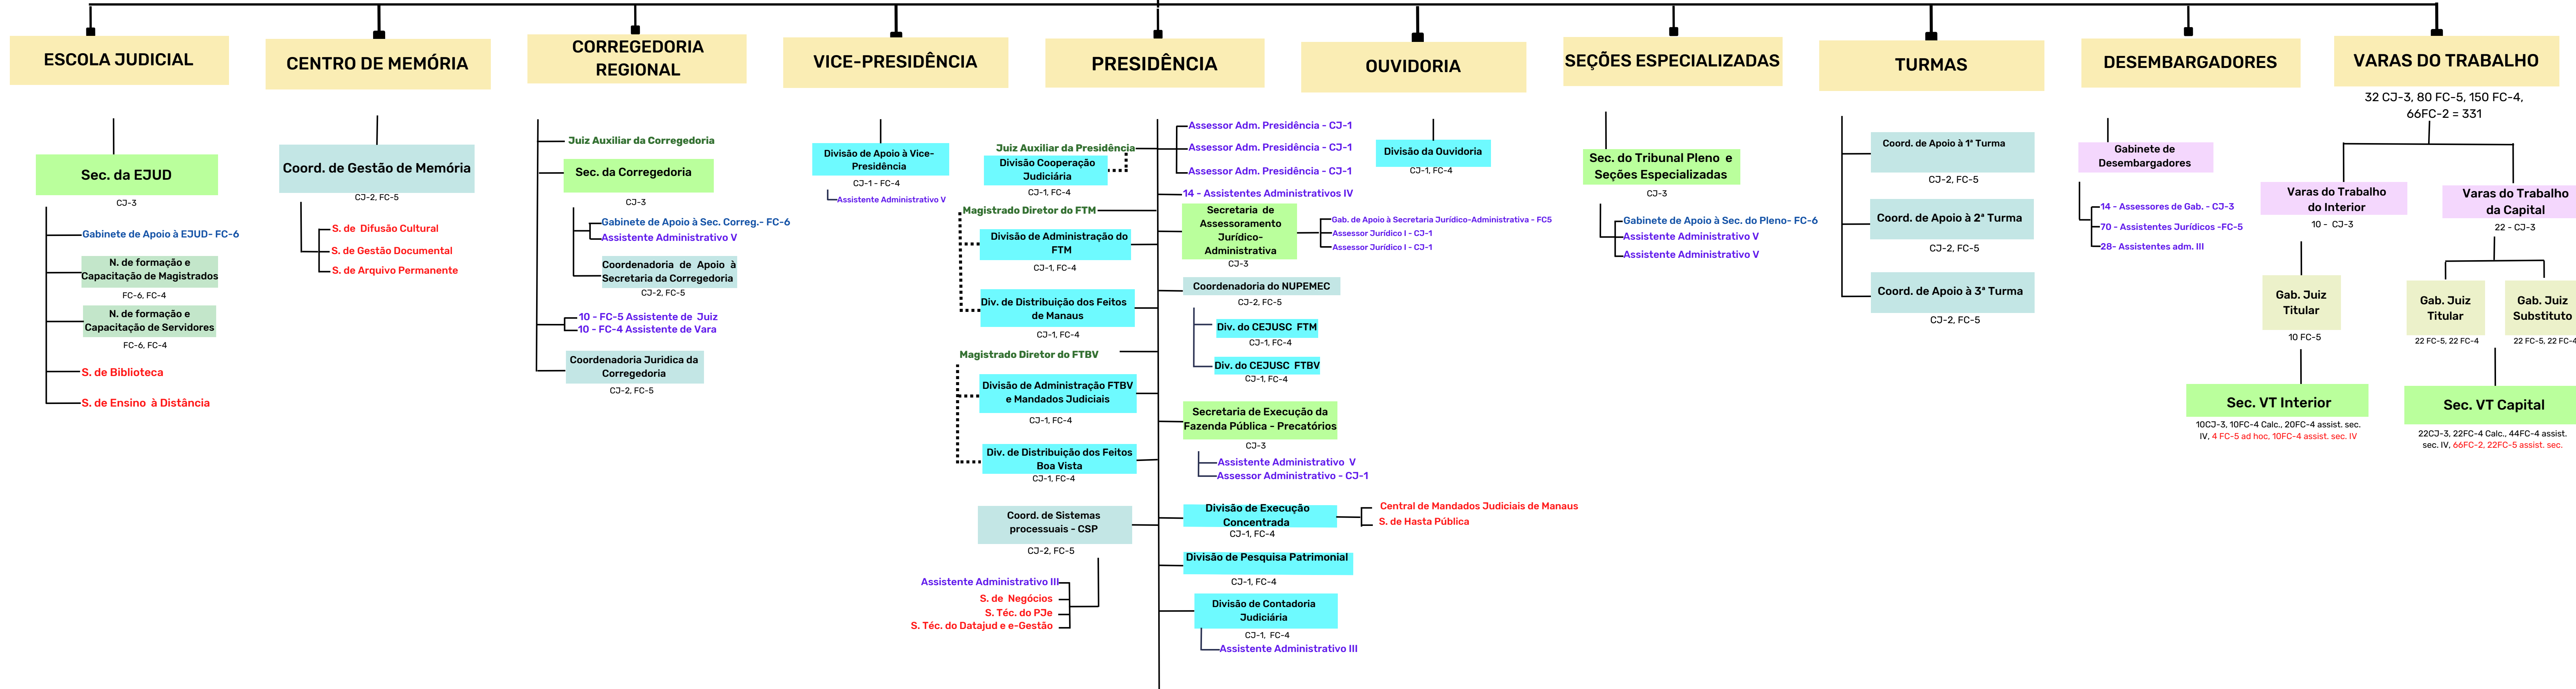 ESCOLA JUDICIAL
Sec. da EJUD
CJ-3
Gabinete de Apoio à EJUD- FC-6
N. de formação e
Capacitação de Magistrados
FC-6, FC-4
N. de formação e
Capacitação de Servidores
FC-6, FC-4
S. de Biblioteca
S. de Ensino à Distância
CENTRO DE MEMÓRIA
Coord. de Gestão de Memória
CJ-2, FC-5
S. de Difusão Cultural
S. de Gestão Documental
S. de Arquivo Permanente
CORREGEDORIA
REGIONAL
Juiz Auxiliar da Corregedoria
Sec. da Corregedoria
CJ-3
Gabinete de Apoio à Sec. Correg.- FC-6
Assistente Administrativo V
Coordenadoria de Apoio à
Secretaria da Corregedoria
CJ-2, FC-5
10 - FC-5 Assistente de Juiz
10 - FC-4 Assistente de Vara
Coordenadoria Juridica da
Corregedoria
CJ-2, FC-5
VICE-PRESIDÊNCIA
Divisão de Apoio à Vice-
Presidência
CJ-1 - FC-4
Assistente Administrativo V
PRESIDÊNCIA
Juiz Auxiliar da Presidência
Divisão Cooperação
Judiciária
CJ-1, FC-4
Magistrado Diretor do FTM
Divisão de Administração do
FTM
CJ-1, FC-4
Div. de Distribuição dos Feitos
de Manaus
CJ-1, FC-4
Magistrado Diretor do FTBV
Divisão de Administração FTBV
e Mandados Judiciais
CJ-1, FC-4
Div. de Distribuição dos Feitos
Boa Vista
CJ-1, FC-4
Coord. de Sistemas
processuais - CSP
CJ-2, FC-5
Assistente Administrativo III
S. de Negócios
S. Téc. do PJe
S. Téc. do Datajud e e-Gestão
Assessor Adm. Presidência - CJ-1
Assessor Adm. Presidência - CJ-1
Assessor Adm. Presidência - CJ-1
14 - Assistentes Administrativos IV
Secretaria de
Assessoramento
Jurídico-
Administrativa
CJ-3
Gab. de Apoio à Secretaria Jurídico-Administrativa - FC5
Assessor Jurídico I - CJ-1
Assessor Jurídico I - CJ-1
Coordenadoria do NUPEMEC
CJ-2, FC-5
Div. do CEJUSC FTM
CJ-1, FC-4
Div. do CEJUSC FTBV
CJ-1, FC-4
Secretaria de Execução da
Fazenda Pública - Precatórios
CJ-3
Assistente Administrativo V
Assessor Administrativo - CJ-1
Divisão de Execução
Concentrada
CJ-1, FC-4
Central de Mandados Judiciais de Manaus
S. de Hasta Pública
Divisão de Pesquisa Patrimonial
CJ-1, FC-4
Divisão de Contadoria
Judiciária
CJ-1, FC-4
Assistente Administrativo III
OUVIDORIA
Divisão da Ouvidoria
CJ-1, FC-4
SEÇÕES ESPECIALIZADAS
Sec. do Tribunal Pleno e
Seções Especializadas
CJ-3
Gabinete de Apoio à Sec. do Pleno- FC-6
Assistente Administrativo V
Assistente Administrativo V
TURMAS
Coord. de Apoio à 1ª Turma
CJ-2, FC-5
Coord. de Apoio à 2ª Turma
CJ-2, FC-5
Coord. de Apoio à 3ª Turma
CJ-2, FC-5
DESEMBARGADORES
Gabinete de
Desembargadores
14 - Assessores de Gab. - CJ-3
70 - Assistentes Jurídicos -FC-5
28- Assistentes adm. III
VARAS DO TRABALHO
32 CJ-3, 80 FC-5, 150 FC-4,
66FC-2 = 331
Varas do Trabalho
do Interior
10 - CJ-3
Gab. Juiz
Titular
10 FC-5
Sec. VT Interior
10CJ-3, 10FC-4 Calc., 20FC-4 assist. sec.
IV, 4 FC-5 ad hoc, 10FC-4 assist. sec. IV
Varas do Trabalho
da Capital
22 - CJ-3
Gab. Juiz
Titular
22 FC-5, 22 FC-4
Gab. Juiz
Substituto
22 FC-5, 22 FC-4
Sec. VT Capital
22CJ-3, 22FC-4 Calc., 44FC-4 assist.
sec. IV, 66FC-2, 22FC-5 assist. sec.